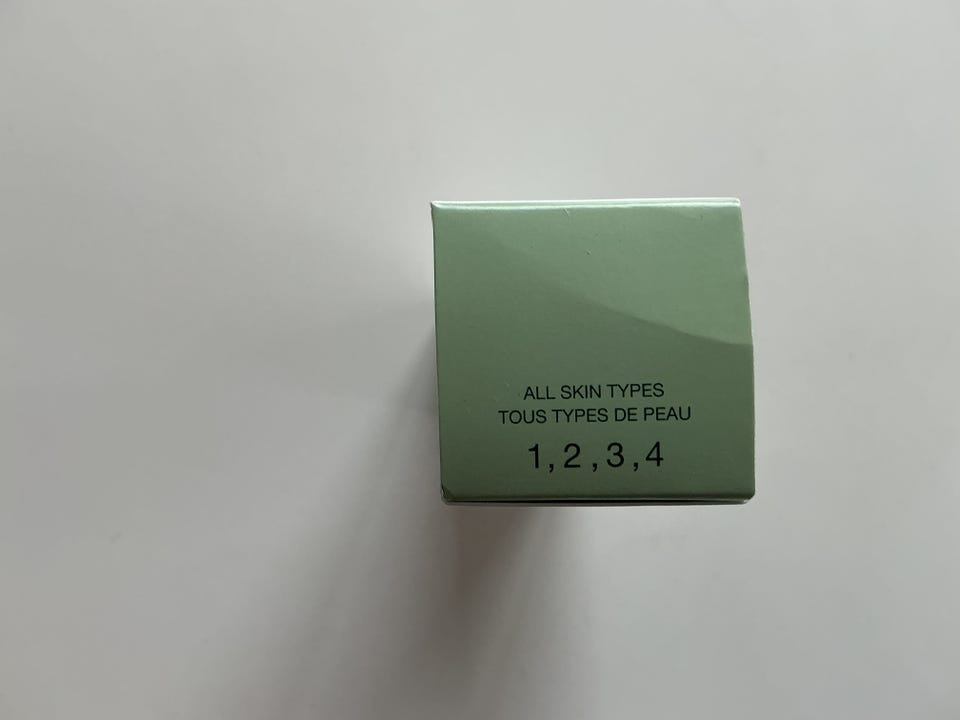 ALL SKIN TYPES
TOUS TYPES DE PEAU
1,2,3,4